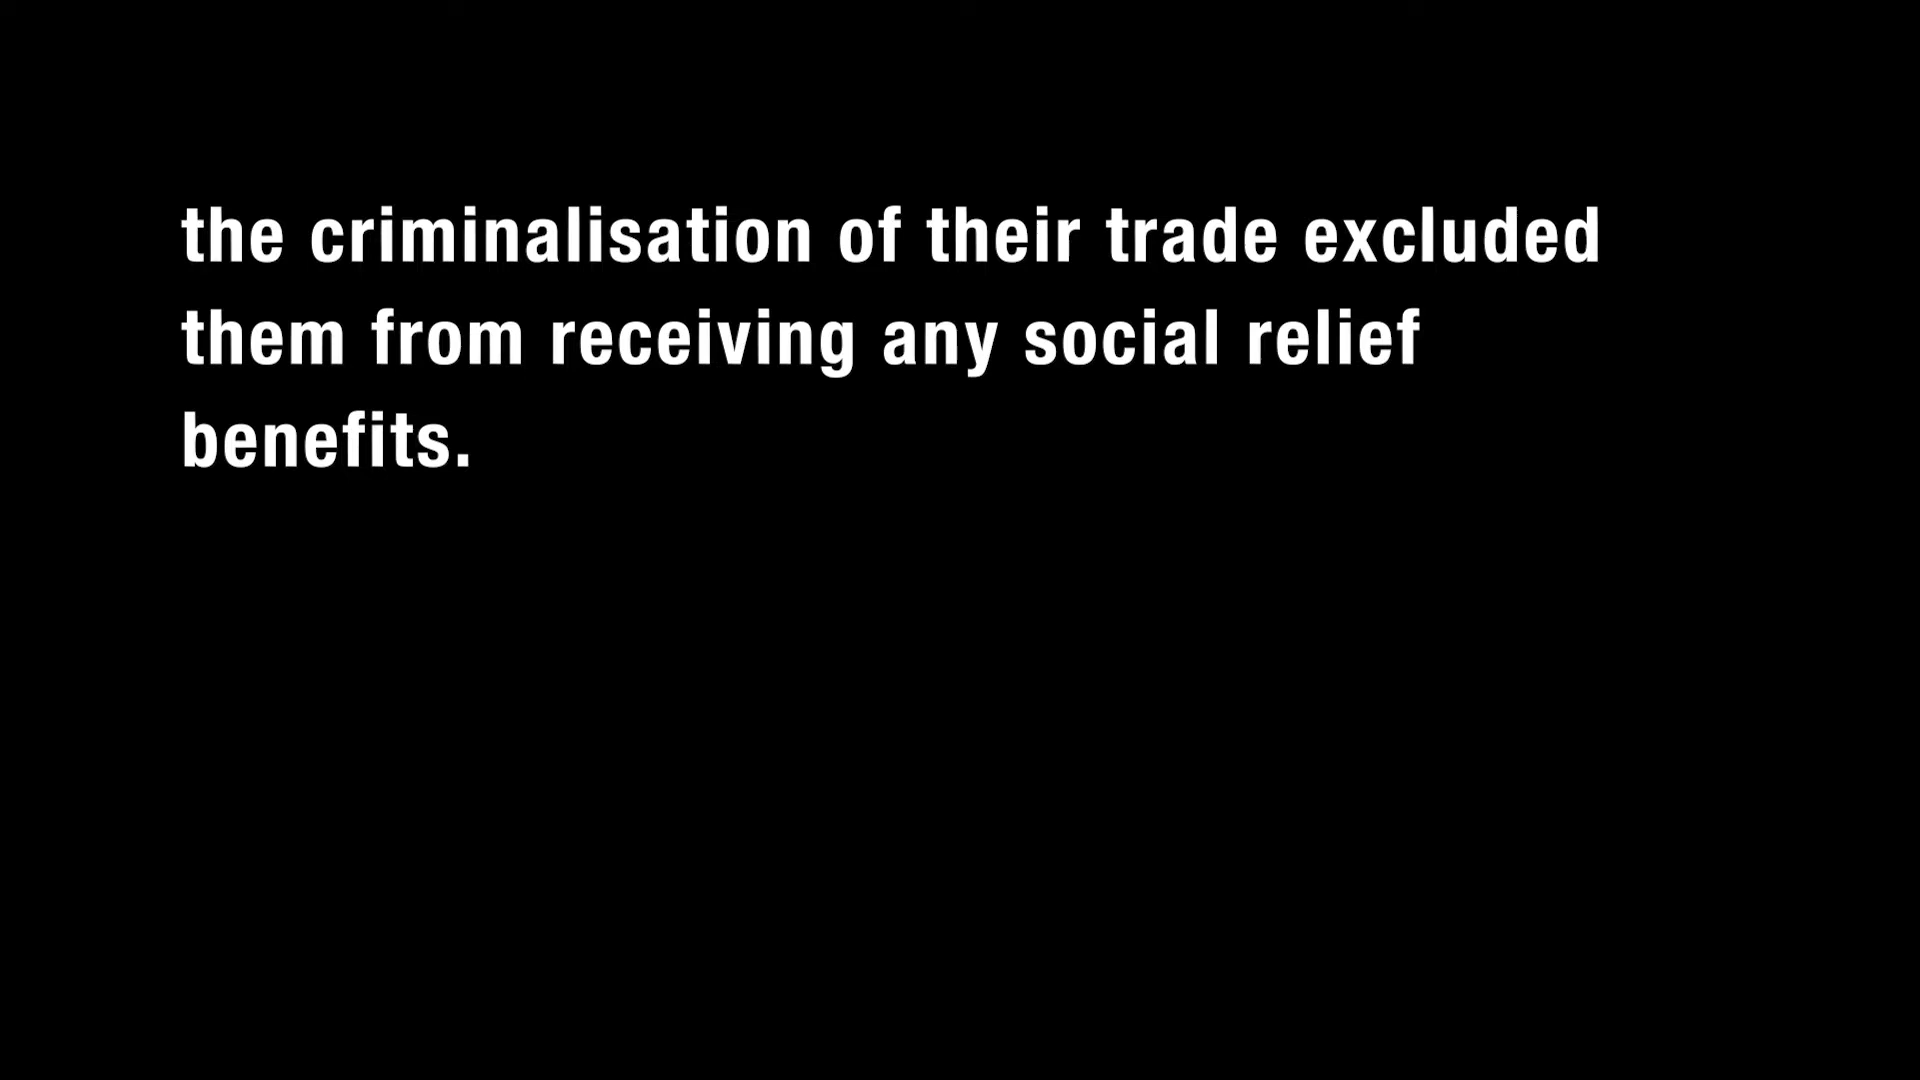 the criminalisation of their trade excluded
them from receiving any social relief
benefits.